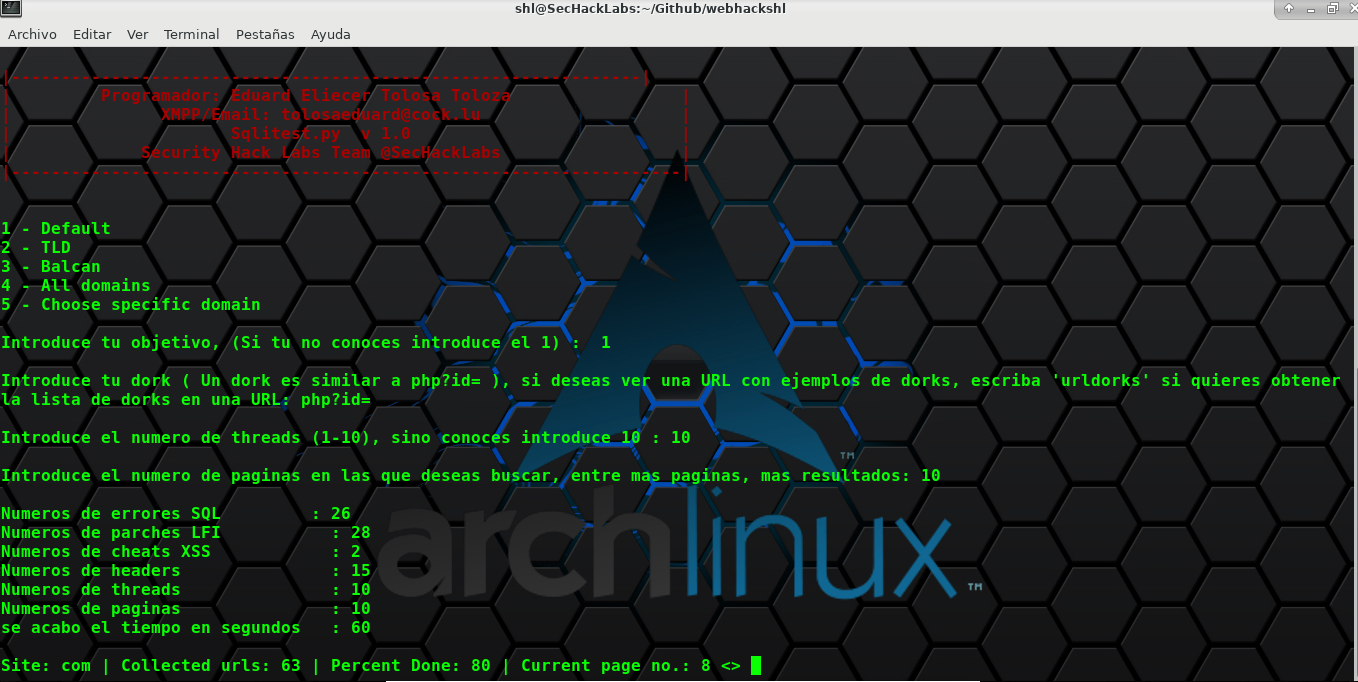 shl@SecHackLabs:~/Github/webhackshl
Archivo Editar Ver Terminal Pestañas Ayuda
|---------------------------------------------------------------|
| Programador: Eduard Eliecer Tolosa Toloza |
| XMPP/Email: tolosaeduard@cock.lu |
| Sqlitest.py v 1.0 |
| Security Hack Labs Team @SecHackLabs |
|-------------------------------------------------------------------|
1 - Default
2 - TLD
3 - Balcan
4 - All domains
5 - Choose specific domain
Introduce tu objetivo, (Si tu no conoces introduce el 1) : 1
Introduce tu dork ( Un dork es similar a php?id= ), si deseas ver una URL con ejemplos de dorks, escriba 'urldorks' si quieres obtener
la lista de dorks en una URL: php?id=
Introduce el numero de threads (1-10), sino conoces introduce 10 : 10
Introduce el numero de paginas en las que deseas buscar, entre mas paginas, mas resultados: 10
Numeros de errores SQL : 26
Numeros de parches LFI : 28
Numeros de cheats XSS : 2
Numeros de headers : 15
Numeros de threads : 10
Numeros de paginas : 10
se acabo el tiempo en segundos : 60
Site: com | Collected urls: 63 | Percent Done: 80 | Current page no.: 8 <>
TM
archlinux TM